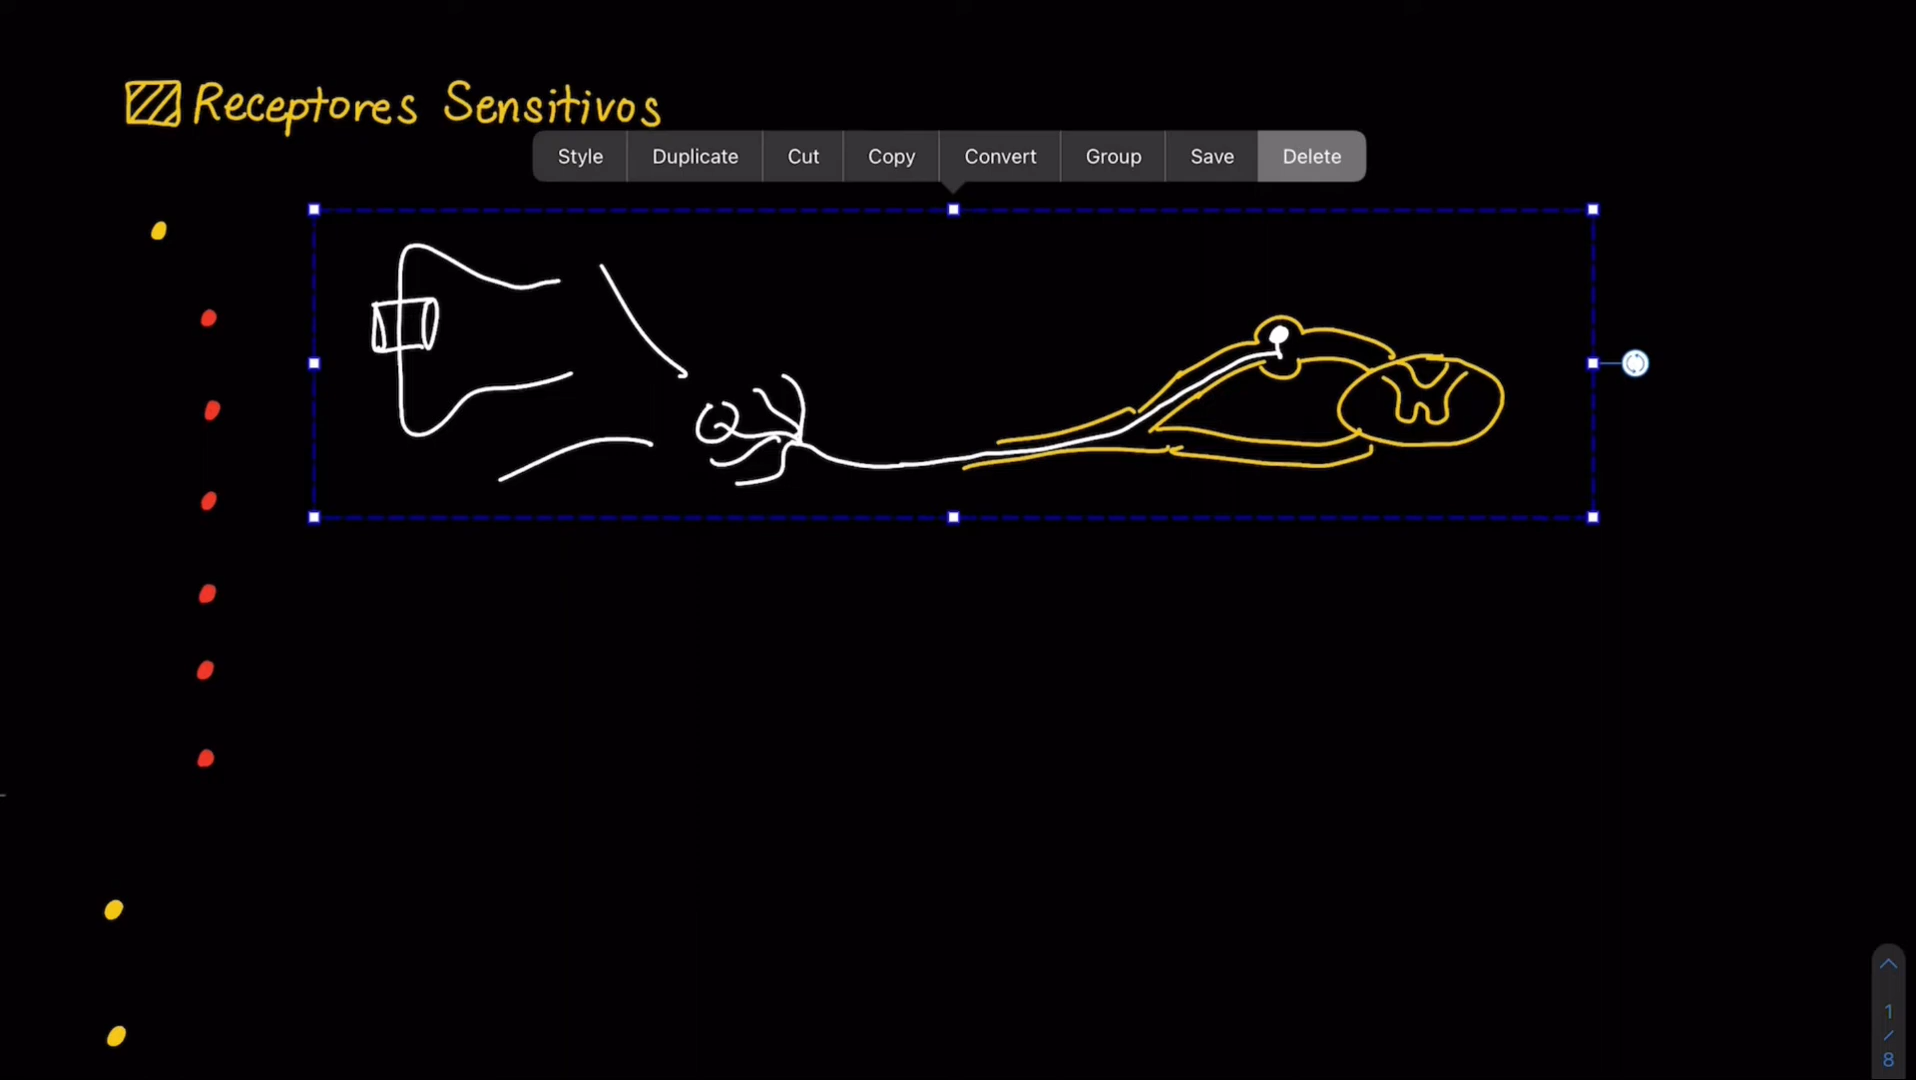 Receptores Sensitivos
Style Duplicate Cut Copy Convert Group Save Delete
1
/
8